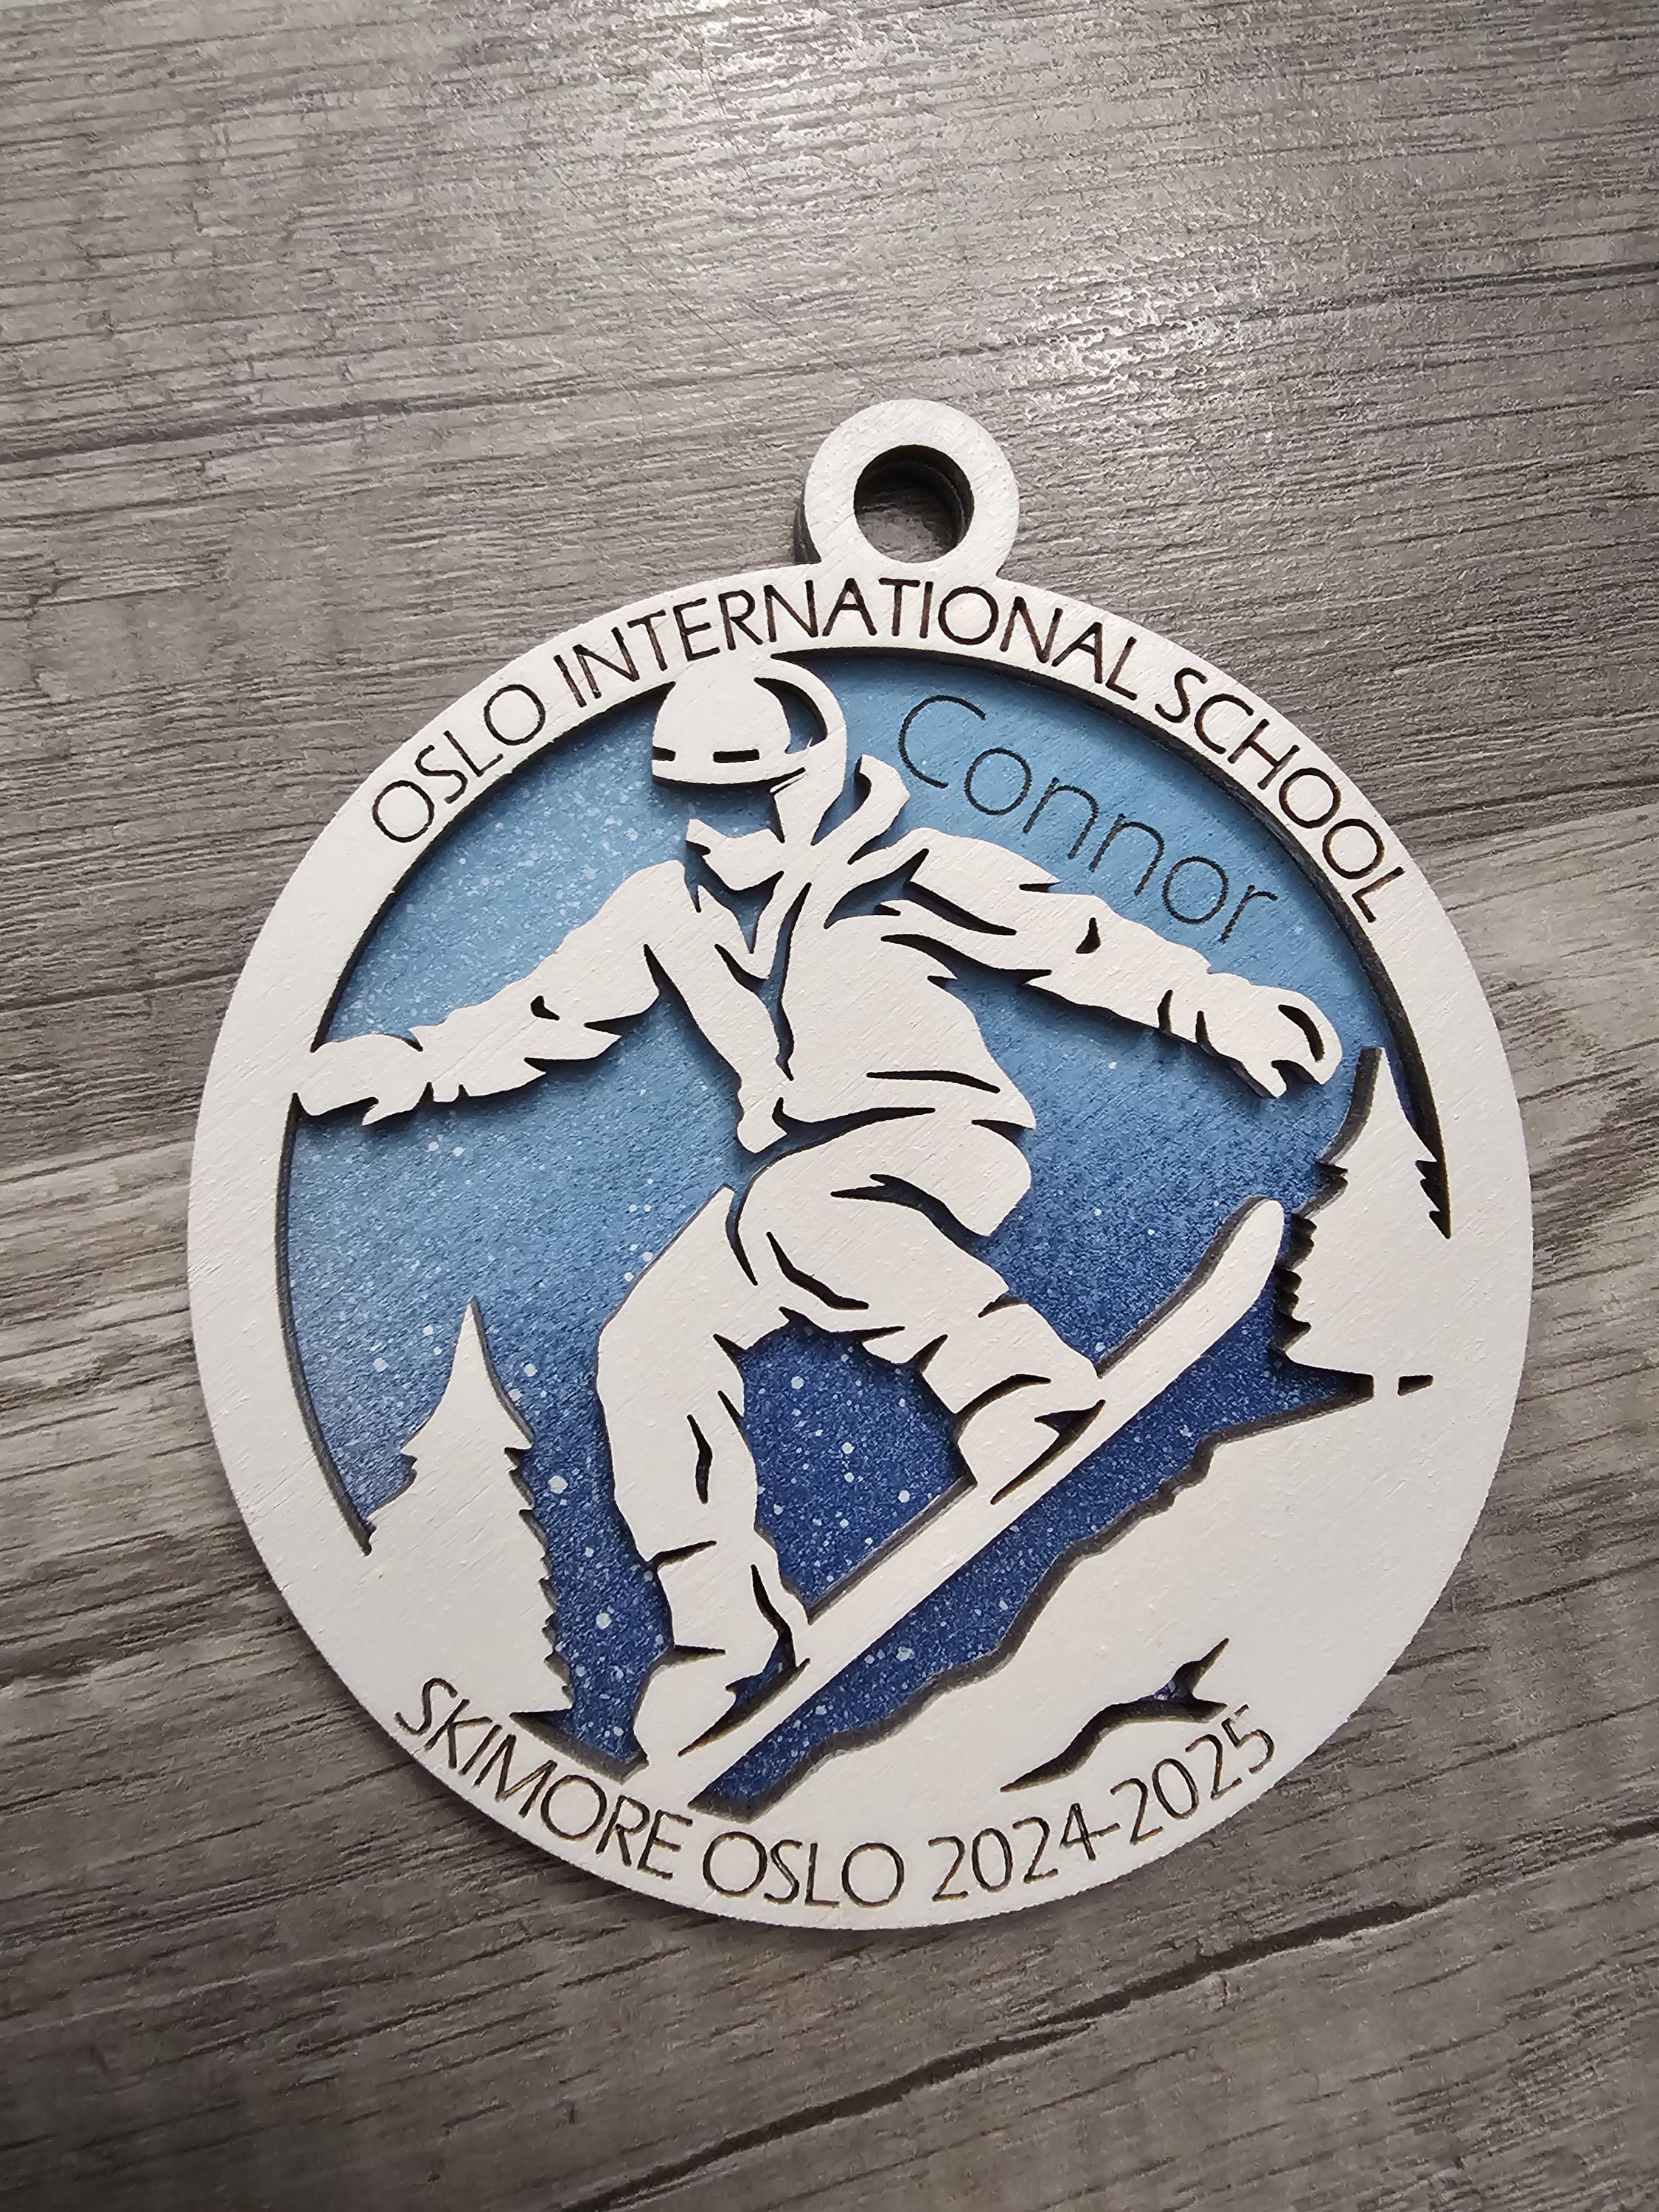 OSLO INTERNATIONAL SCHOOL
Connor
SKIMORE OSLO 2024-2025